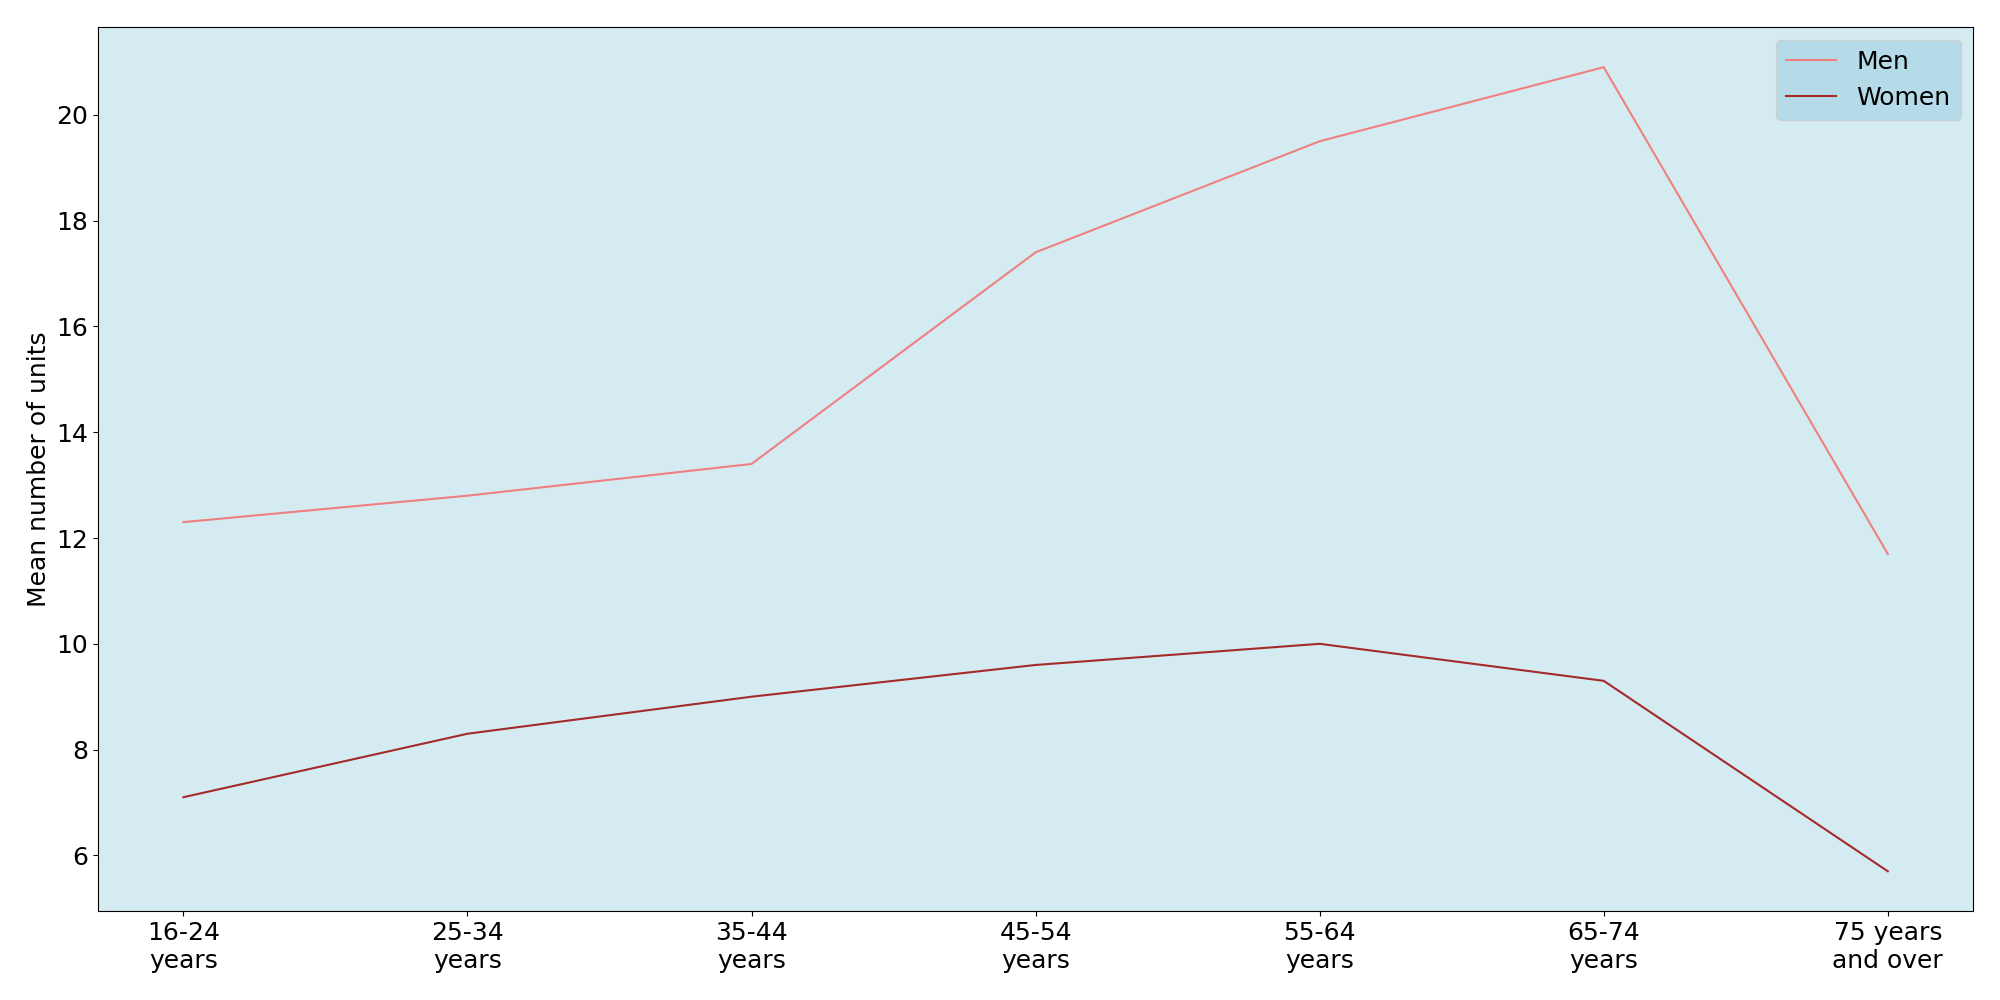 Men
Women
Mean number of units
20
18
16
14
12
10
8
6
16-24
years
25-34
years
35-44
years
45-54
years
55-64
years
65-74
years
75 years
and over